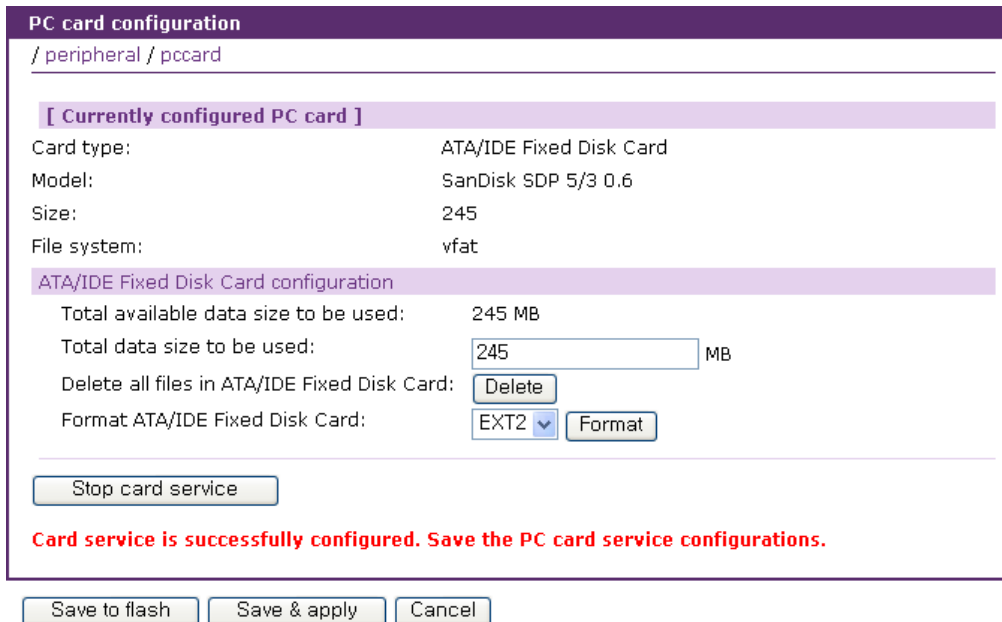 PC card configuration
/ peripheral / pccard
[ Currently configured PC card ]
Card type: ATA/IDE Fixed Disk Card
Model: SanDisk SDP 5/3 0.6
Size: 245
File system: vfat
ATA/IDE Fixed Disk Card configuration
Total available data size to be used: 245 MB
Total data size to be used: 245 MB
Delete all files in ATA/IDE Fixed Disk Card: Delete
Format ATA/IDE Fixed Disk Card: EXT2 Format
Stop card service
Card service is successfully configured. Save the PC card service configurations.
Save to flash Save & apply Cancel